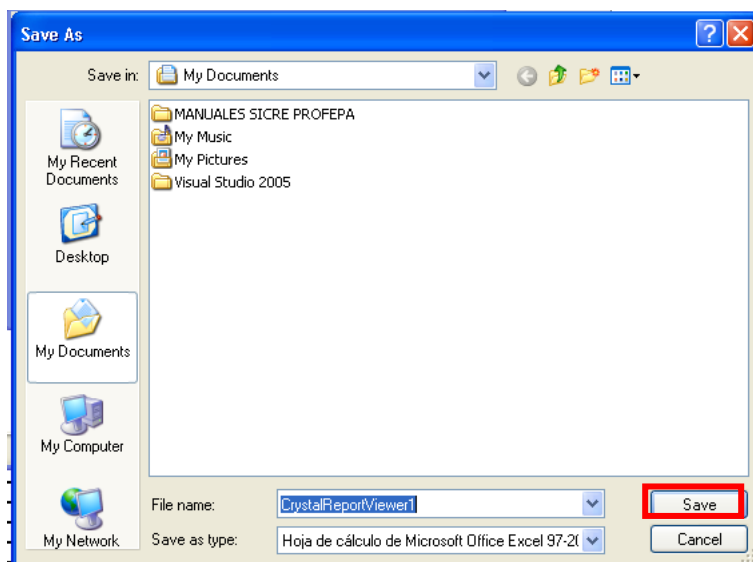 Save As
Save in:
My Documents
MANUALES SICRE PROFEPA
My Music
My Pictures
Visual Studio 2005
My Recent
Documents
Desktop
My Documents
My Computer
My Network
File name:
CrystalReportViewer1
Save
Save as type:
Hoja de cálculo de Microsoft Office Excel 97-2(
Cancel